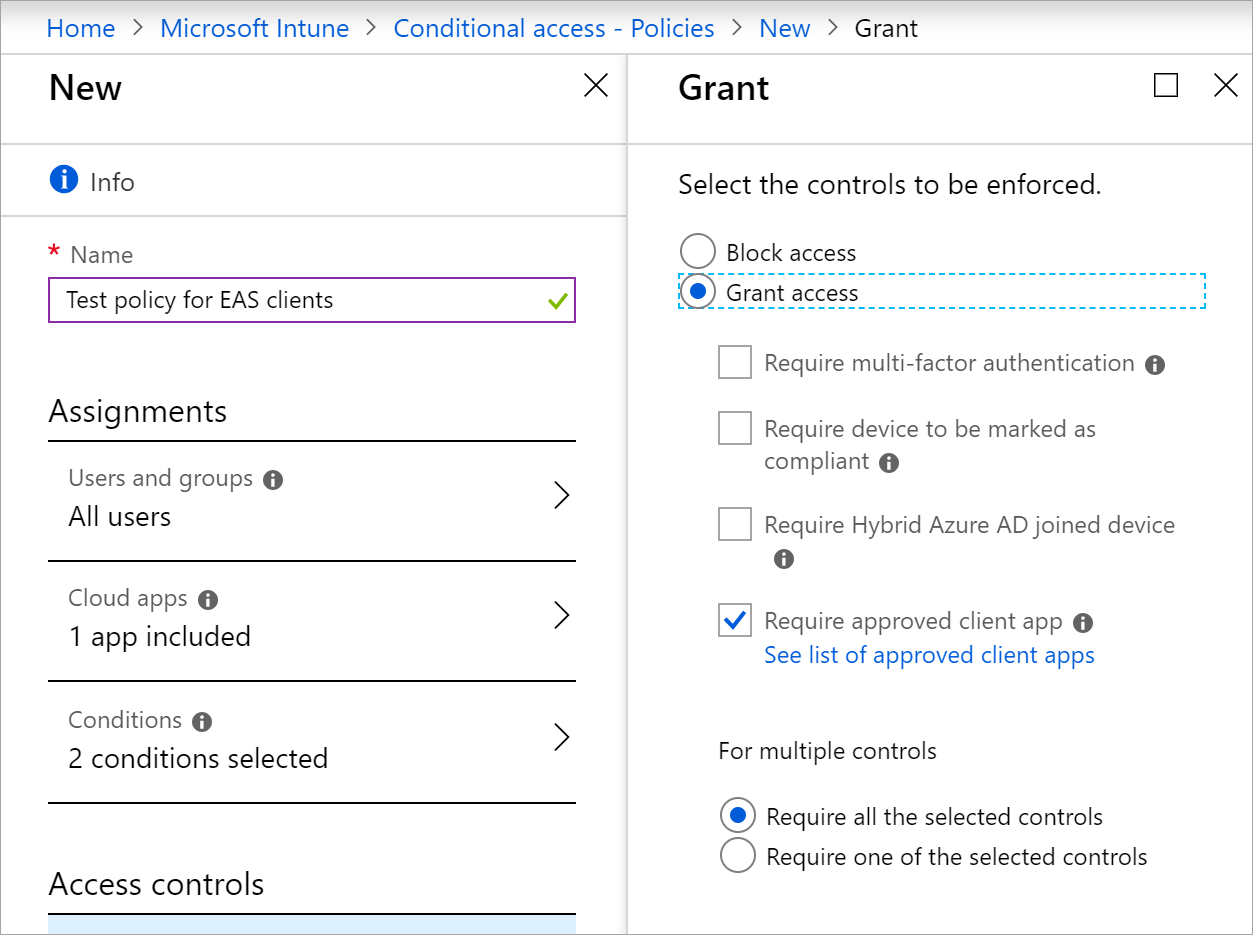 Home > Microsoft Intune > Conditional access - Policies > New > Grant
New
Info
* Name
Test policy for EAS clients
Assignments
Users and groups
All users
Cloud apps
1 app included
Conditions
2 conditions selected
Access controls
Grant
Select the controls to be enforced.
Block access
Grant access
Require multi-factor authentication
Require device to be marked as
compliant
Require Hybrid Azure AD joined device
Require approved client app
See list of approved client apps
For multiple controls
Require all the selected controls
Require one of the selected controls